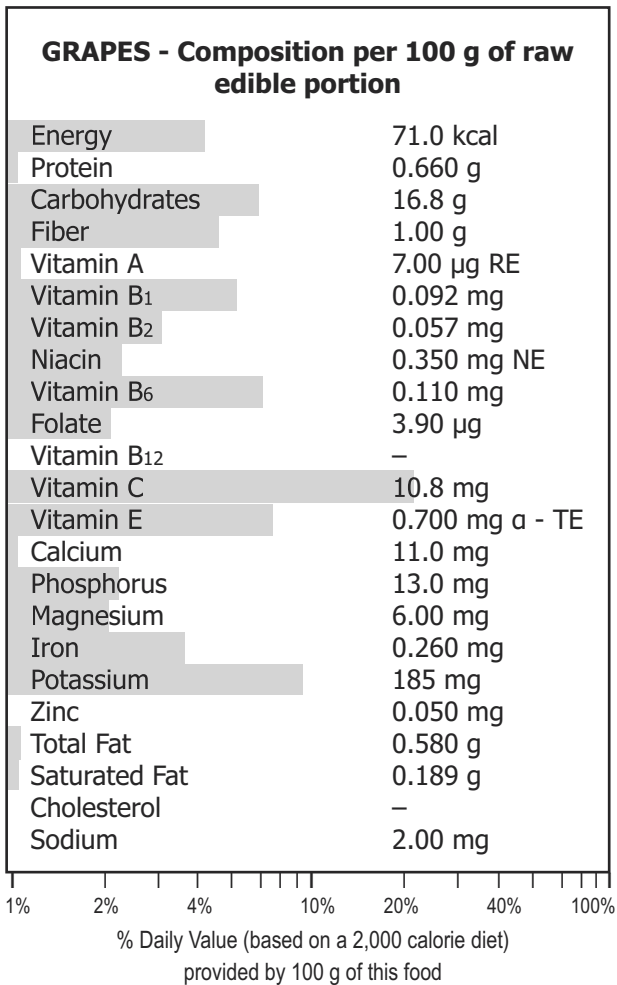 GRAPES - Composition per 100 g of raw
edible portion
Energy 71.0 kcal
Protein 0.660 g
Carbohydrates 16.8 g
Fiber 1.00 g
Vitamin A 7.00 µg RE
Vitamin B1 0.092 mg
Vitamin B2 0.057 mg
Niacin 0.350 mg NE
Vitamin B6 0.110 mg
Folate 3.90 µg
Vitamin B12 –
Vitamin C 10.8 mg
Vitamin E 0.700 mg α - TE
Calcium 11.0 mg
Phosphorus 13.0 mg
Magnesium 6.00 mg
Iron 0.260 mg
Potassium 185 mg
Zinc 0.050 mg
Total Fat 0.580 g
Saturated Fat 0.189 g
Cholesterol –
Sodium 2.00 mg
1% 2% 4% 10% 20% 40% 100%
% Daily Value (based on a 2,000 calorie diet)
provided by 100 g of this food